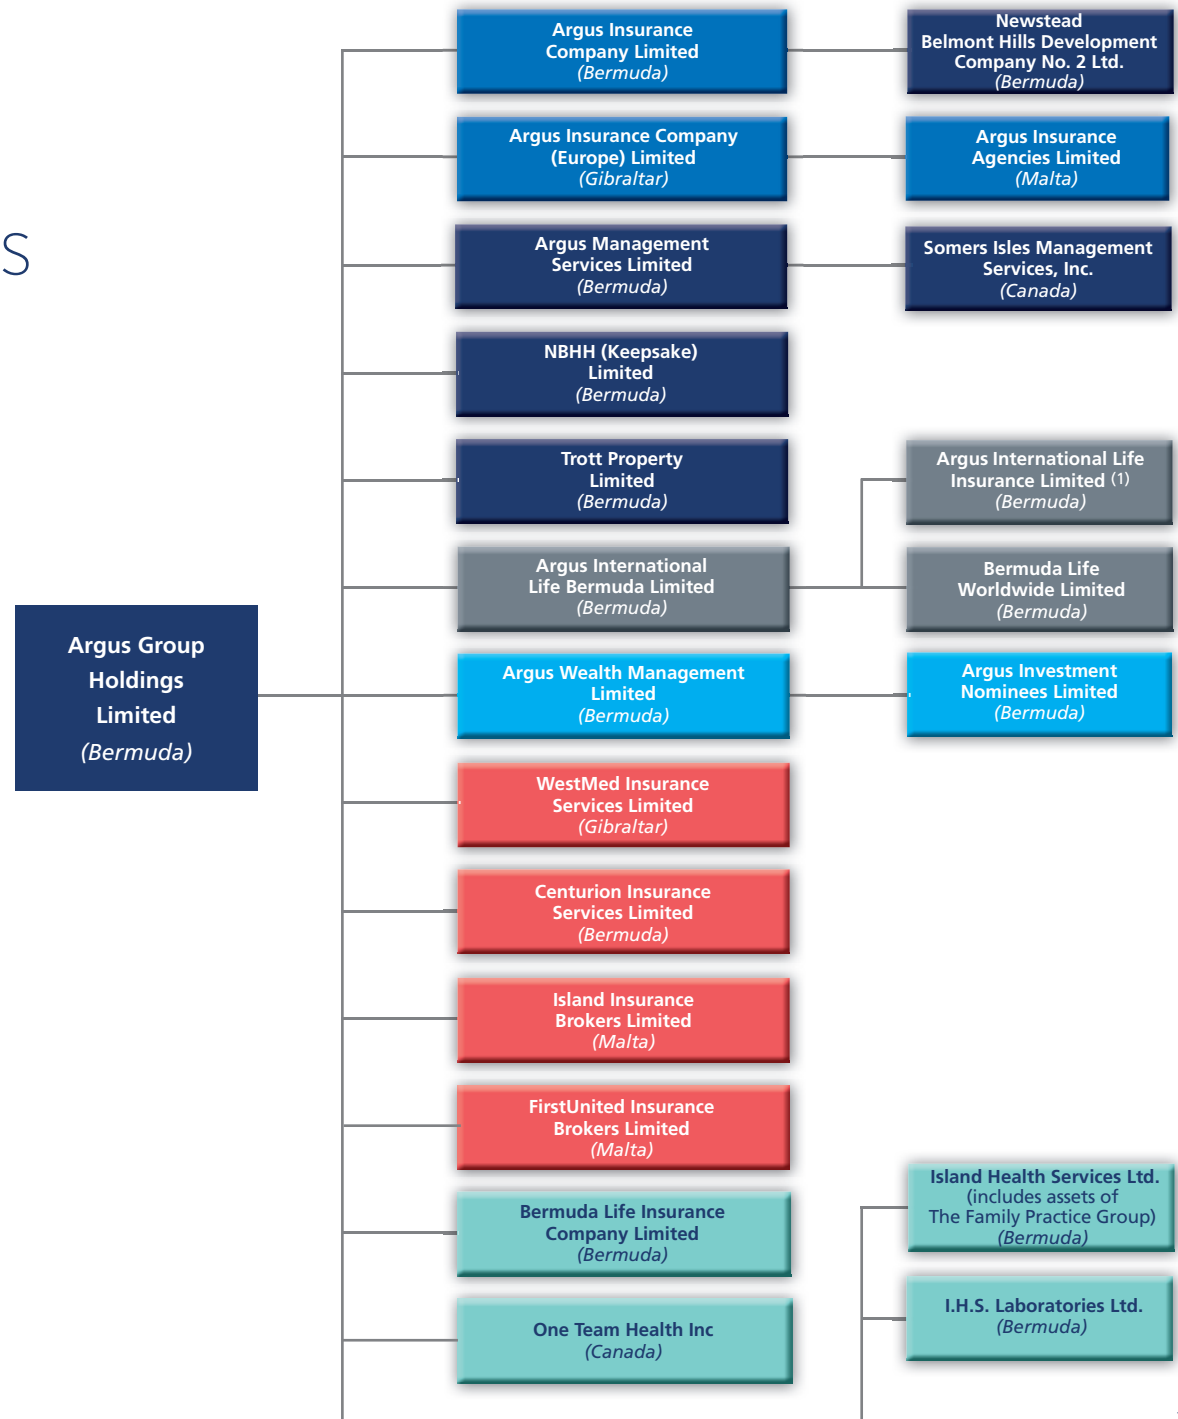 Argus Insurance
Company Limited
(Bermuda)
Newstead
Belmont Hills Development
Company No. 2 Ltd.
(Bermuda)
Argus Insurance Company
(Europe) Limited
(Gibraltar)
Argus Insurance
Agencies Limited
(Malta)
S
Argus Management
Services Limited
(Bermuda)
Somers Isles Management
Services, Inc.
(Canada)
NBHH (Keepsake)
Limited
(Bermuda)
Trott Property
Limited
(Bermuda)
Argus International Life
Insurance Limited (1)
(Bermuda)
Argus International
Life Bermuda Limited
(Bermuda)
Bermuda Life
Worldwide Limited
(Bermuda)
Argus Group
Holdings
Limited
(Bermuda)
Argus Wealth Management
Limited
(Bermuda)
Argus Investment
Nominees Limited
(Bermuda)
WestMed Insurance
Services Limited
(Gibraltar)
Centurion Insurance
Services Limited
(Bermuda)
Island Insurance
Brokers Limited
(Malta)
FirstUnited Insurance
Brokers Limited
(Malta)
Bermuda Life Insurance
Company Limited
(Bermuda)
Island Health Services Ltd.
(includes assets of
The Family Practice Group)
(Bermuda)
One Team Health Inc
(Canada)
I.H.S. Laboratories Ltd.
(Bermuda)